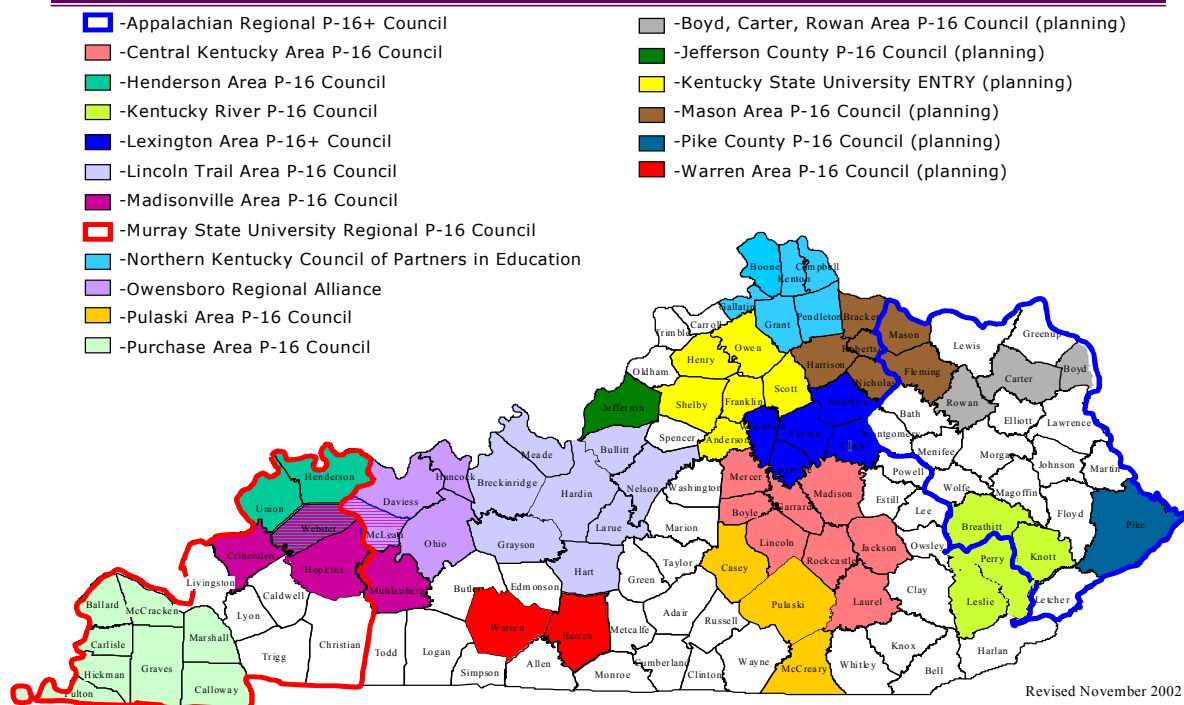 -Appalachian Regional P-16+ Council
-Central Kentucky Area P-16 Council
-Henderson Area P-16 Council
-Kentucky River P-16 Council
-Lexington Area P-16+ Council
-Lincoln Trail Area P-16 Council
-Madisonville Area P-16 Council
-Murray State University Regional P-16 Council
-Northern Kentucky Council of Partners in Education
-Owensboro Regional Alliance
-Pulaski Area P-16 Council
-Purchase Area P-16 Council
-Boyd, Carter, Rowan Area P-16 Council (planning)
-Jefferson County P-16 Council (planning)
-Kentucky State University ENTRY (planning)
-Mason Area P-16 Council (planning)
-Pike County P-16 Council (planning)
-Warren Area P-16 Council (planning)
Boone
Kenton
Campbell
Gallatin
Grant
Pendleton
Bracken
Mason
Trimble
Carroll
Owen
Robertson
Lewis
Greenup
Henry
Harrison
Nicholas
Fleming
Carter
Boyd
Oldham
Scott
Rowan
Jefferson
Shelby
Franklin
Bourbon
Bath
Elliott
Lawrence
Spencer
Anderson
Woodford
Fayette
Clark
Montgomery
Menifee
Morgan
Bullitt
Meade
Hancock
Breckinridge
Hardin
Nelson
Washington
Mercer
Madison
Powell
Estill
Wolfe
Magoffin
Johnson
Martin
Floyd
Pike
Henderson
Union
Daviess
Webster
McLean
Ohio
Grayson
Larue
Marion
Boyle
Garrard
Lee
Breathitt
Knott
Crittenden
Hopkins
Muhlenberg
Butler
Edmonson
Hart
Green
Taylor
Casey
Lincoln
Rockcastle
Jackson
Owsley
Perry
Leslie
Letcher
Livingston
Caldwell
Lyon
Ballard
McCracken
Carlisle
Graves
Marshall
Hickman
Fulton
Calloway
Trigg
Christian
Todd
Logan
Warren
Barren
Simpson
Allen
Metcalfe
Monroe
Adair
Russell
Cumberland
Clinton
Wayne
Pulaski
McCreary
Laurel
Clay
Whitley
Knox
Bell
Harlan
Revised November 2002